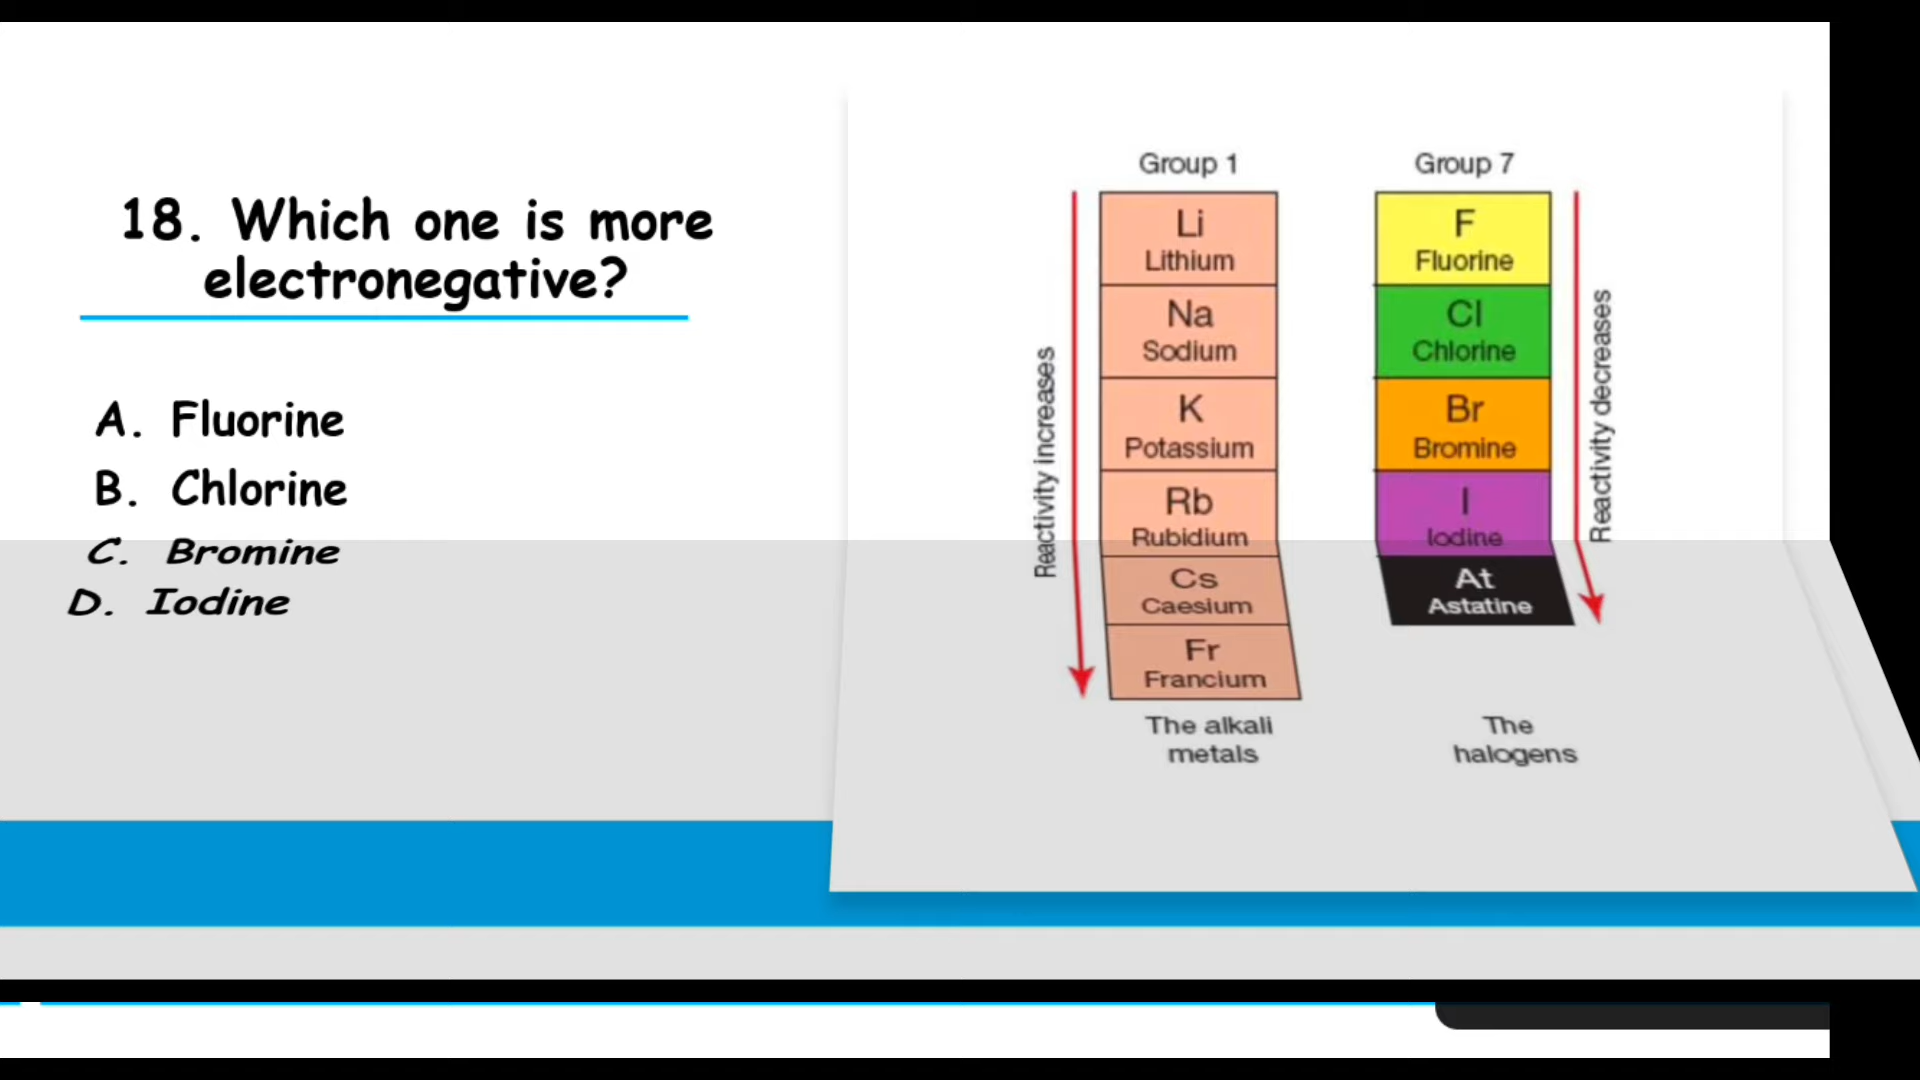 18. Which one is more
electronegative?
A. Fluorine
B. Chlorine
C. Bromine
D. Iodine
Group 1
Li
Lithium
Na
Sodium
K
Potassium
Rb
Rubidium
Cs
Caesium
Fr
Francium
The alkali
metals
Reactivity increases
Group 7
F
Fluorine
Cl
Chlorine
Br
Bromine
I
Iodine
At
Astatine
The
halogens
Reactivity decreases